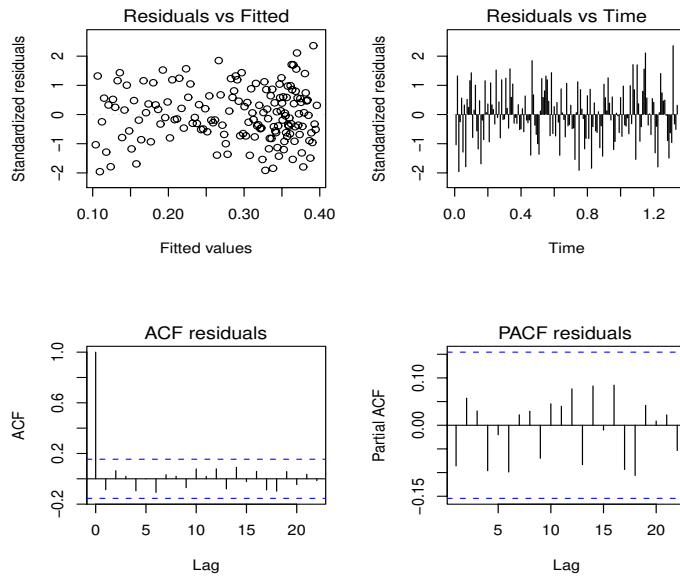 Residuals vs Fitted
Standardized residuals
2
1
0
−1
−2
0.10
0.20
0.30
0.40
Fitted values
Residuals vs Time
Standardized residuals
2
1
0
−1
−2
0.0
0.4
0.8
1.2
Time
ACF residuals
ACF
1.0
0.6
0.2
−0.2
0
5
10
15
20
Lag
PACF residuals
Partial ACF
0.10
0.00
−0.15
5
10
15
20
Lag